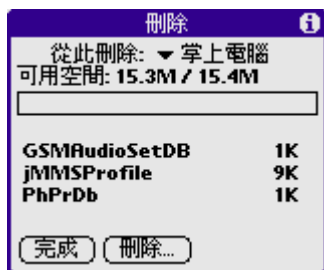 刪除
從此刪除: 掌上電腦
可用空間: 15.3M / 15.4M
GSMAudioSetDB 1K
jMMSProfile 9K
PhPrDb 1K
完成 刪除...